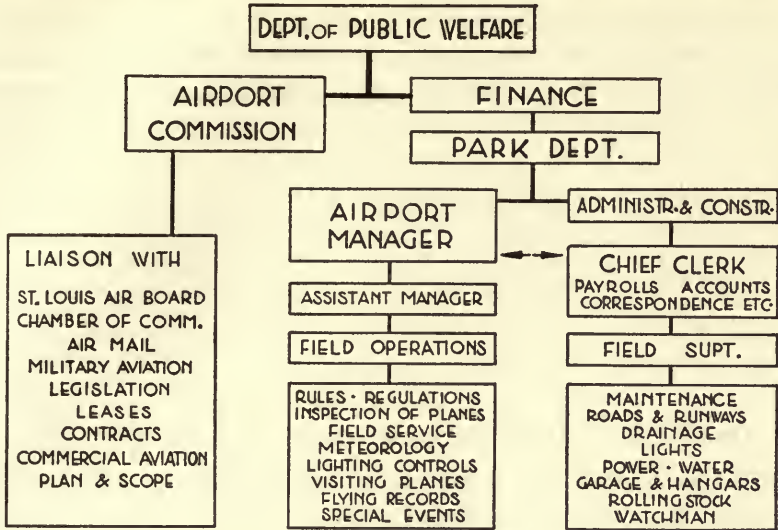 DEPT. OF PUBLIC WELFARE
AIRPORT
COMMISSION
FINANCE
PARK DEPT.
AIRPORT
MANAGER
ADMINISTR. & CONSTR.
LIAISON WITH
ST. LOUIS AIR BOARD
CHAMBER OF COMM.
AIR MAIL
MILITARY AVIATION
LEGISLATION
LEASES
CONTRACTS
COMMERCIAL AVIATION
PLAN & SCOPE
CHIEF CLERK
PAYROLLS ACCOUNTS
CORRESPONDENCE ETC.
ASSISTANT MANAGER
FIELD OPERATIONS
FIELD SUPT.
RULES · REGULATIONS
INSPECTION OF PLANES
FIELD SERVICE
METEOROLOGY
LIGHTING CONTROLS
VISITING PLANES
FLYING RECORDS
SPECIAL EVENTS
MAINTENANCE
ROADS & RUNWAYS
DRAINAGE
LIGHTS
POWER · WATER
GARAGE & HANGARS
ROLLING STOCK
WATCHMAN